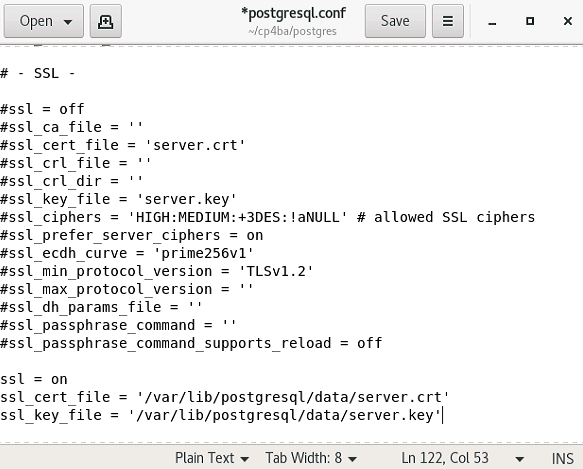 Open
*postgresql.conf
~/cp4ba/postgres
Save
# - SSL -
#ssl = off
#ssl_ca_file = ''
#ssl_cert_file = 'server.crt'
#ssl_crl_file = ''
#ssl_crl_dir = ''
#ssl_key_file = 'server.key'
#ssl_ciphers = 'HIGH:MEDIUM:+3DES:!aNULL' # allowed SSL ciphers
#ssl_prefer_server_ciphers = on
#ssl_ecdh_curve = 'prime256v1'
#ssl_min_protocol_version = 'TLSv1.2'
#ssl_max_protocol_version = ''
#ssl_dh_params_file = ''
#ssl_passphrase_command = ''
#ssl_passphrase_command_supports_reload = off
ssl = on
ssl_cert_file = '/var/lib/postgresql/data/server.crt'
ssl_key_file = '/var/lib/postgresql/data/server.key'
Plain Text Tab Width: 8 Ln 122, Col 53 INS